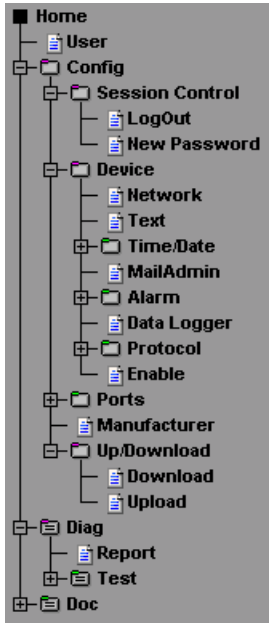 Home
User
Config
Session Control
LogOut
New Password
Device
Network
Text
Time/Date
MailAdmin
Alarm
Data Logger
Protocol
Enable
Ports
Manufacturer
Up/Download
Download
Upload
Diag
Report
Test
Doc